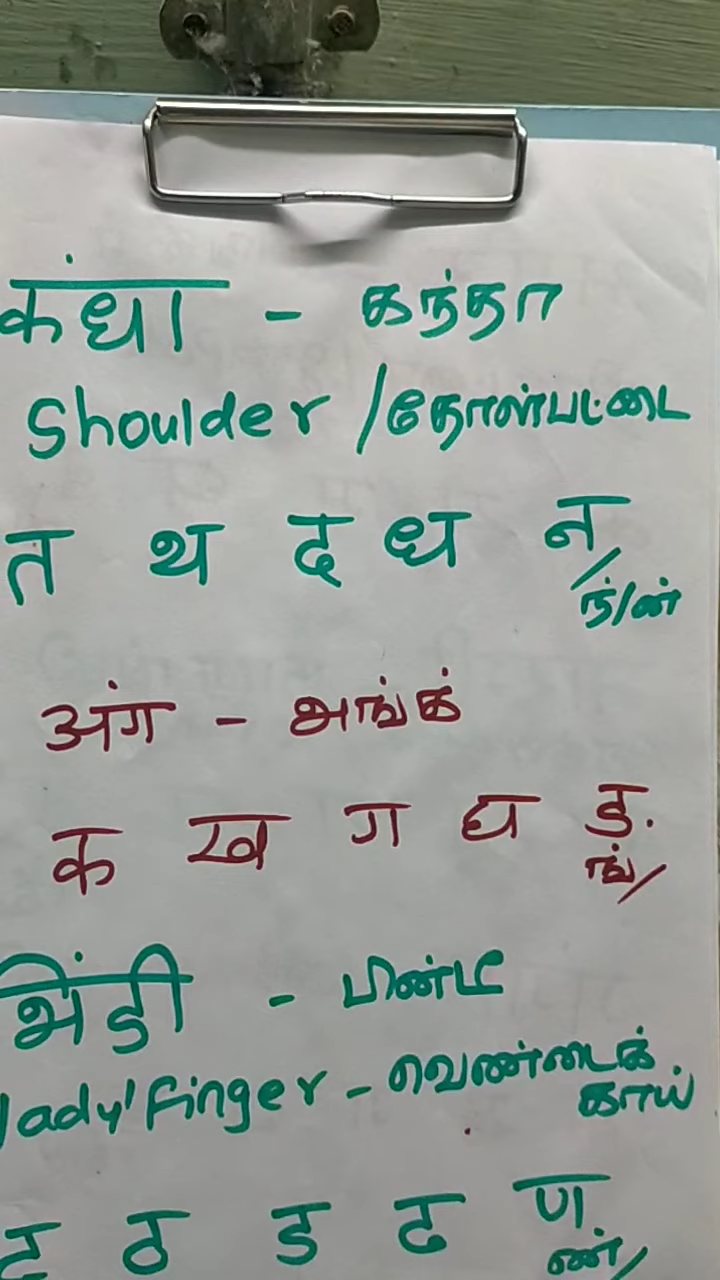 कंधा - கந்தா
Shoulder / தோள்பட்டை
त थ द ध न
ந்/ன்
अंग - அங்க்
क ख ग घ ङ
ங்/
भिंडी - பிண்டீ
lady'finger - வெண்டைக்
காய்
ट ठ ड ढ ण
ண்/